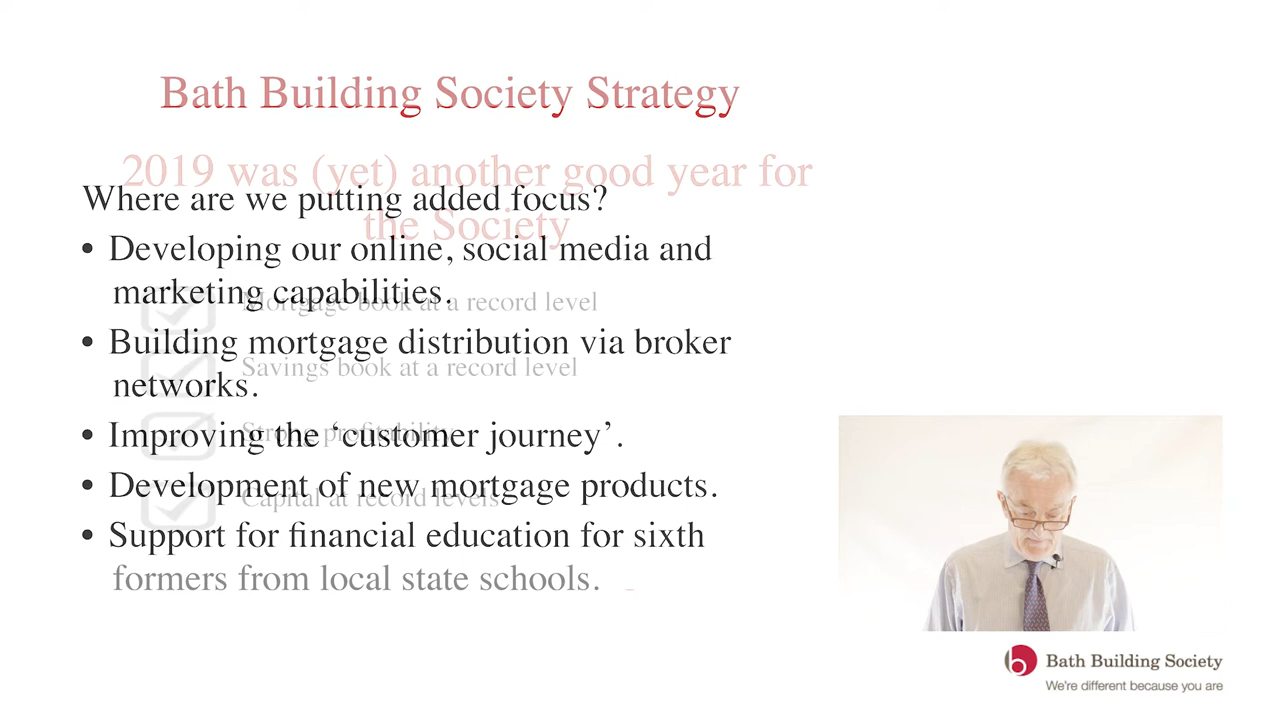 Bath Building Society Strategy
2019 was (yet) another good year for
the Society
Where are we putting added focus?
• Developing our online, social media and
marketing capabilities.
Mortgage book at a record level
• Building mortgage distribution via broker
Savings book at a record level
networks.
• Improving the ‘customer journey’.
Strong profitability
• Development of new mortgage products.
Capital at record levels
• Support for financial education for sixth
formers from local state schools.
b Bath Building Society
We're different because you are